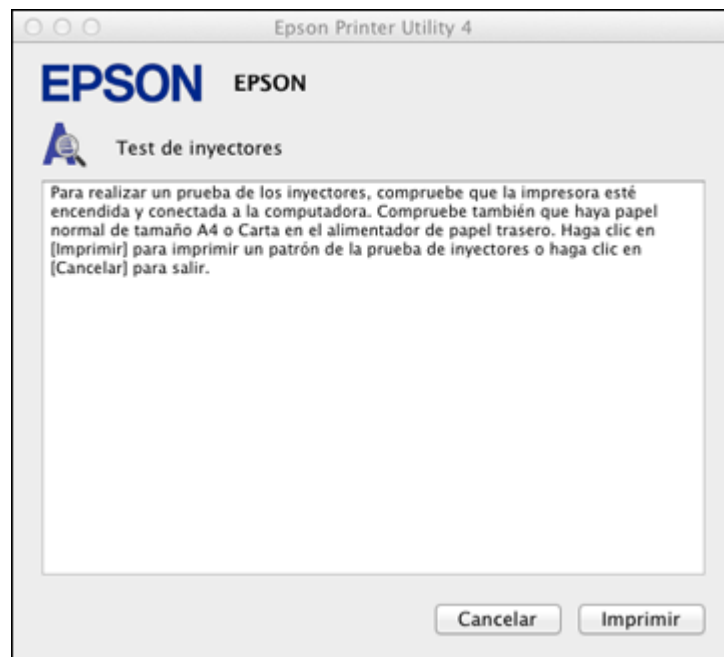 Epson Printer Utility 4
EPSON EPSON
Test de inyectores
Para realizar un prueba de los inyectores, compruebe que la impresora esté
encendida y conectada a la computadora. Compruebe también que haya papel
normal de tamaño A4 o Carta en el alimentador de papel trasero. Haga clic en
[Imprimir] para imprimir un patrón de la prueba de inyectores o haga clic en
[Cancelar] para salir.
Cancelar Imprimir